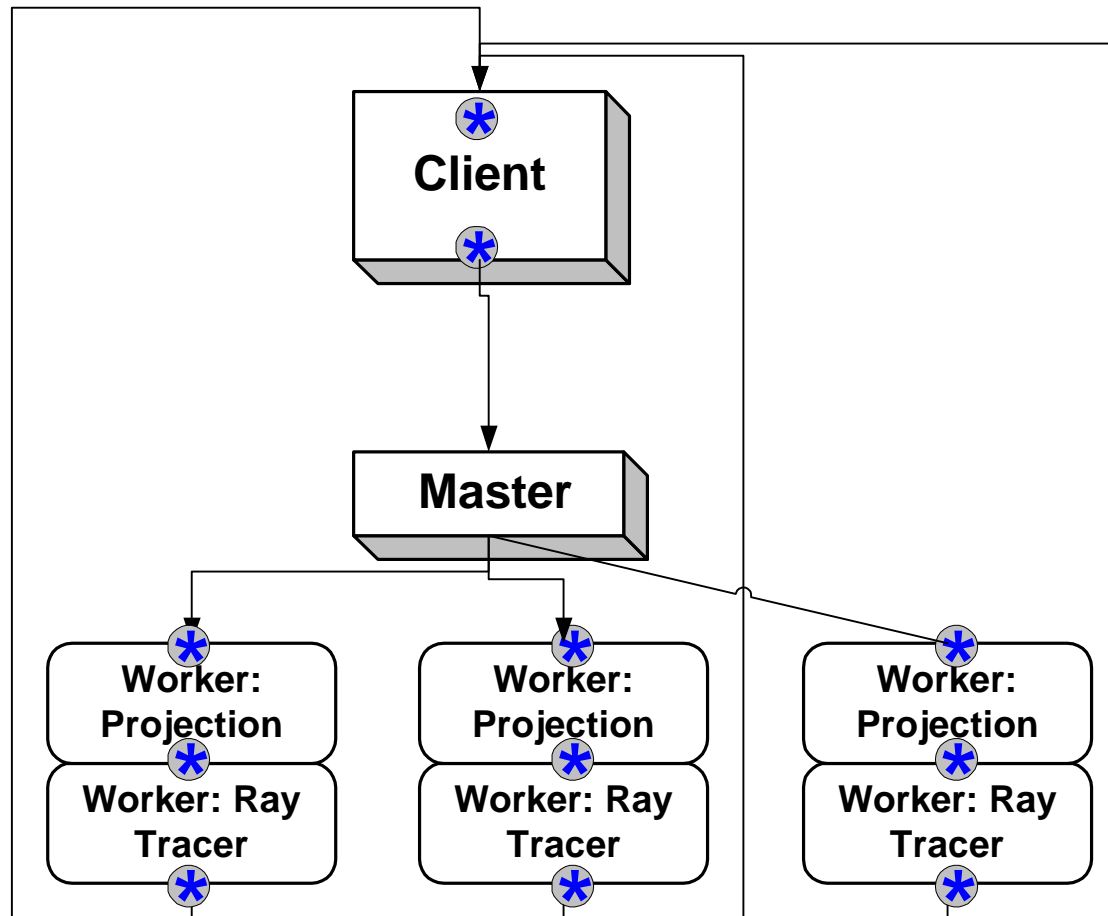 *
Client
*
Master
* * *
Worker: Worker: Worker:
Projection Projection Projection
* * *
Worker: Ray Worker: Ray Worker: Ray
Tracer Tracer Tracer
* * *